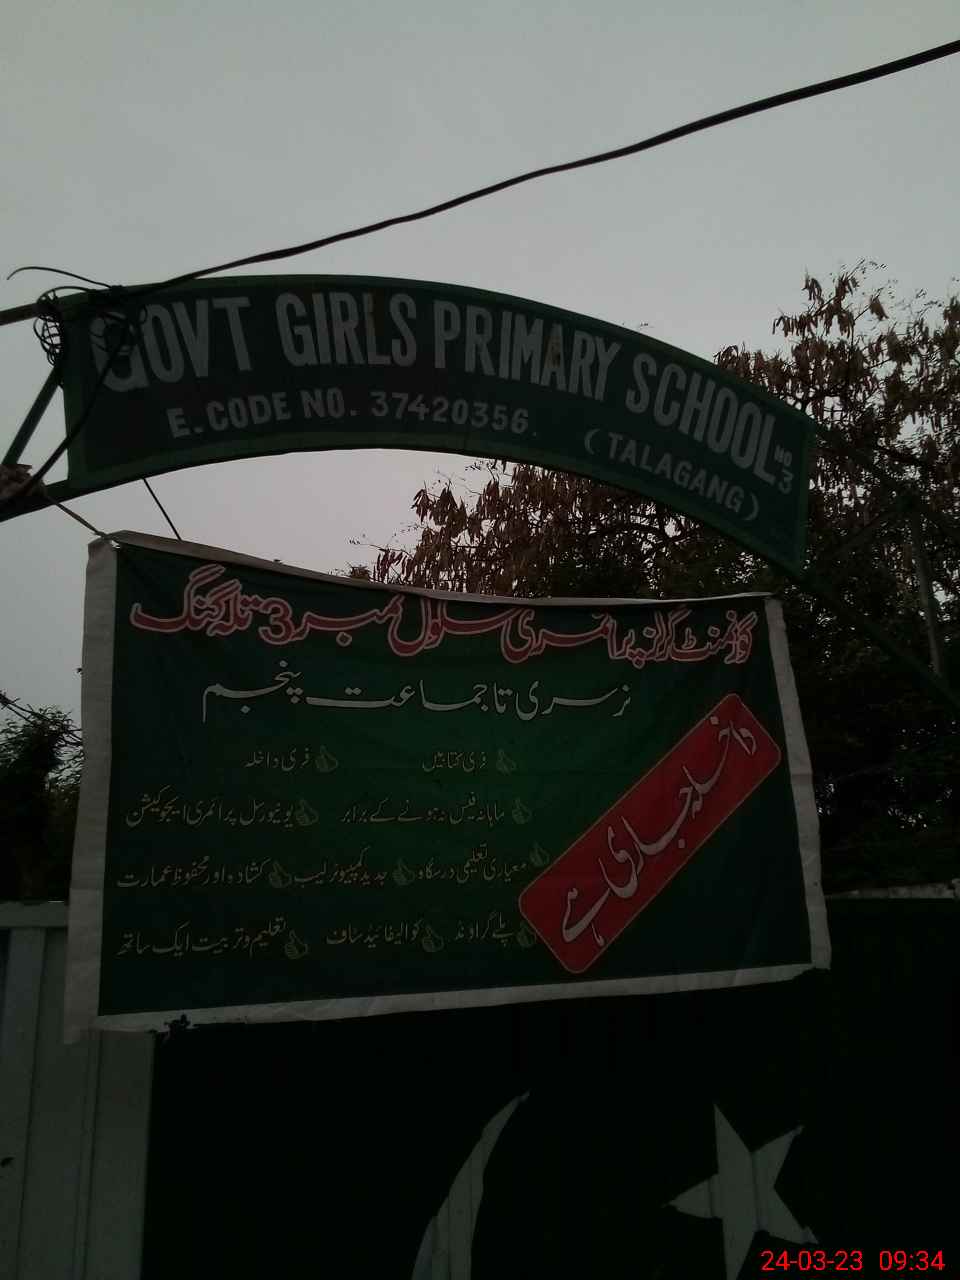 GOVT GIRLS PRIMARY SCHOOL NO. 3
E. CODE NO. 37420356.
(TALAGANG)
گورنمنٹ گرلز پرائمری سکول نمبر 3 تلہ گنگ
نرسری تا جماعت پنجم
داخلہ جاری ہے
فری کتابیں فری داخلہ
ماہانہ فیس نہ ہونے کے برابر یونیورسل پرائمری ایجوکیشن
معیاری تعلیمی درسگاہ جدید کمپیوٹر لیب کشادہ اور محفوظ عمارت
پلے گراونڈ کوالیفائیڈ سٹاف تعلیم و تربیت ایک ساتھ
24-03-23 09:34